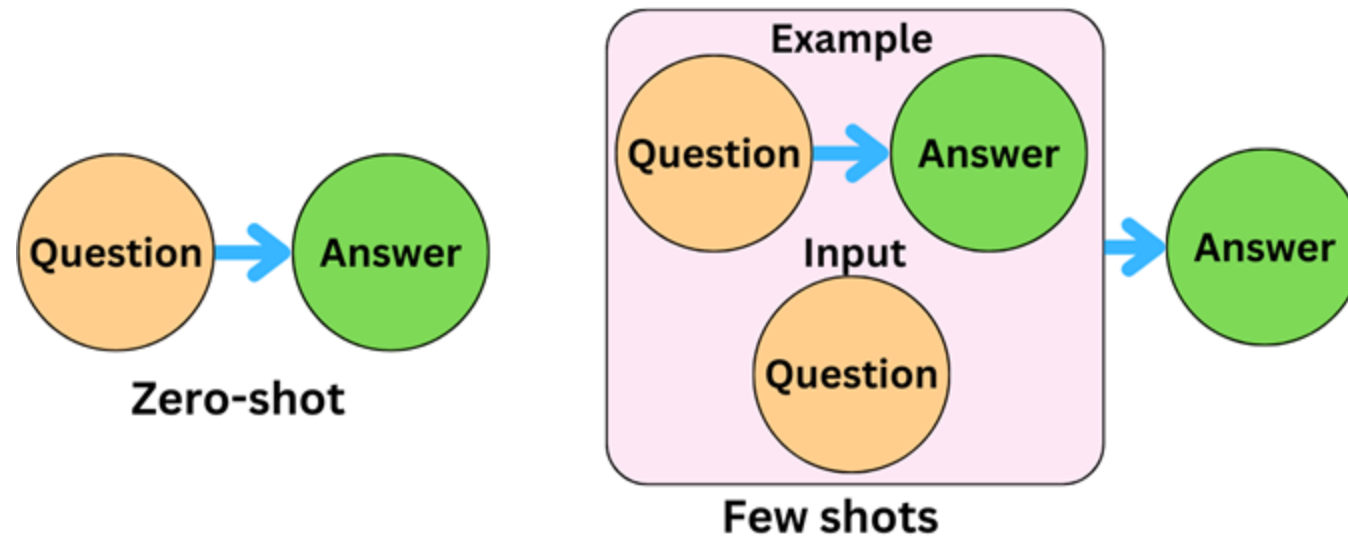 Question
Answer
Zero-shot
Example
Question
Answer
Input
Question
Few shots
Answer